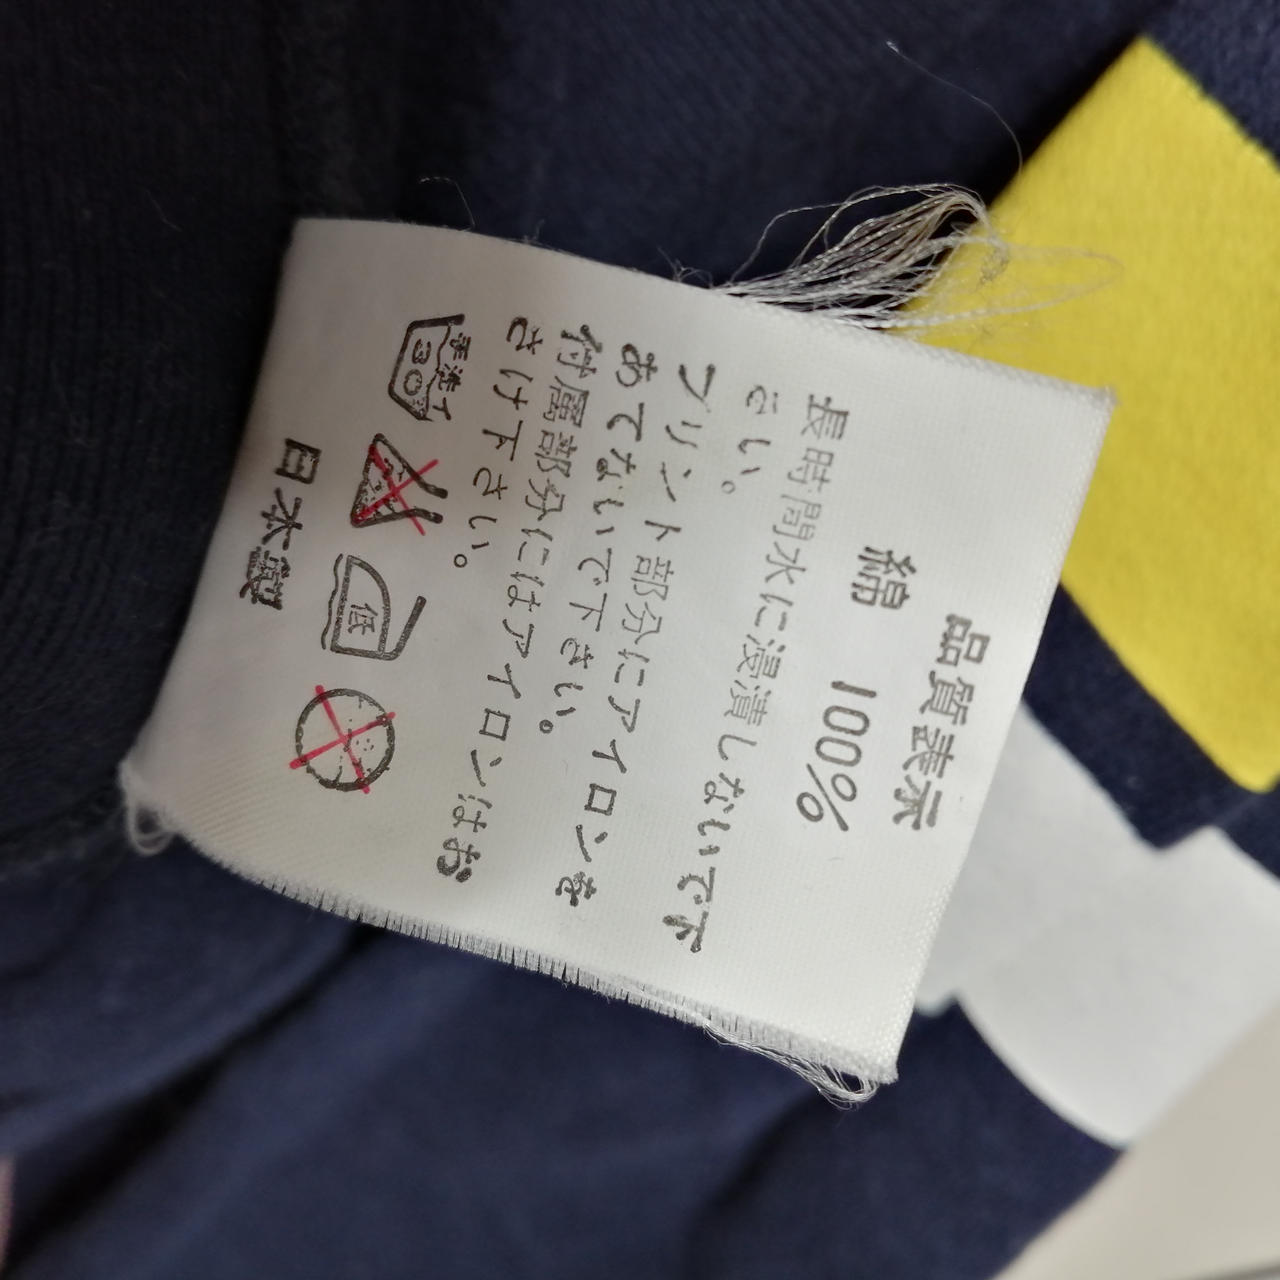 品質表示
綿 100%
長時間水に浸漬しないで下
さい。
プリント部分にアイロンを
あてないで下さい。
付属部分にはアイロンはお
さけ下さい。
手洗イ
30
低
日本製